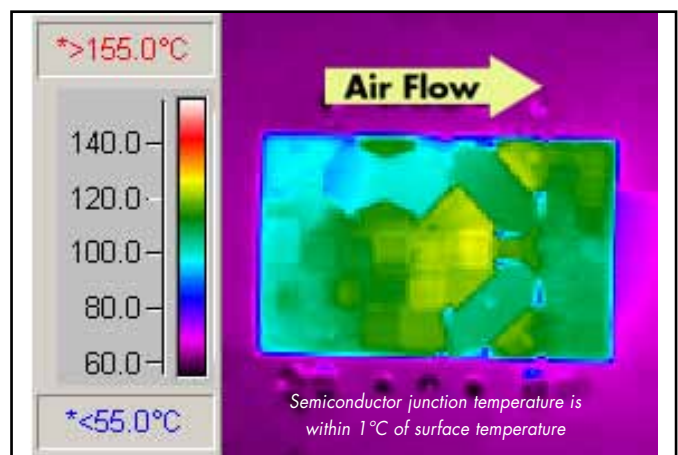 *>155.0°C
140.0
120.0
100.0
80.0
60.0
*<55.0°C
Air Flow
Semiconductor junction temperature is
within 1°C of surface temperature